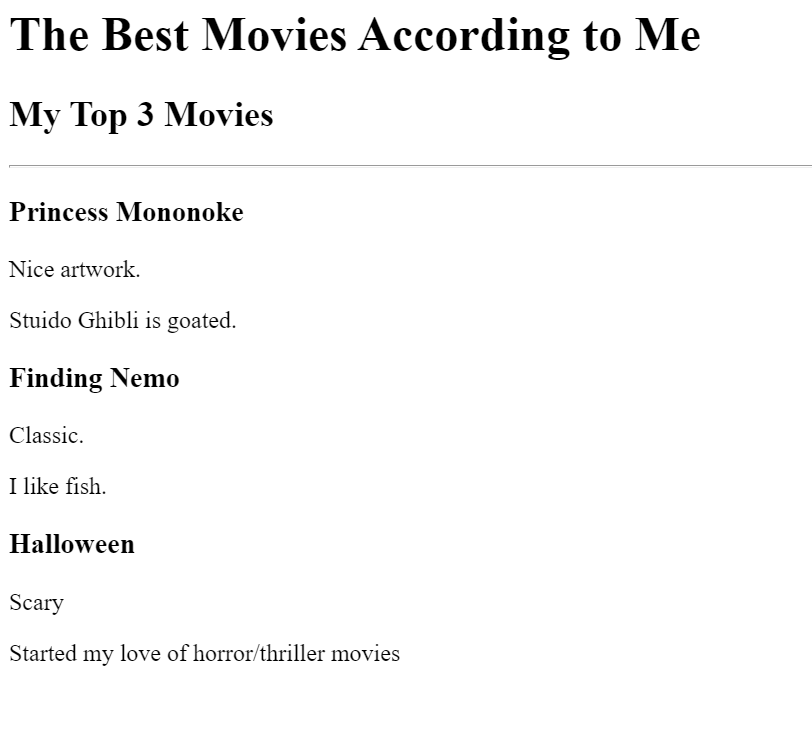 The Best Movies According to Me
My Top 3 Movies
Princess Mononoke
Nice artwork.
Stuido Ghibli is goated.
Finding Nemo
Classic.
I like fish.
Halloween
Scary
Started my love of horror/thriller movies